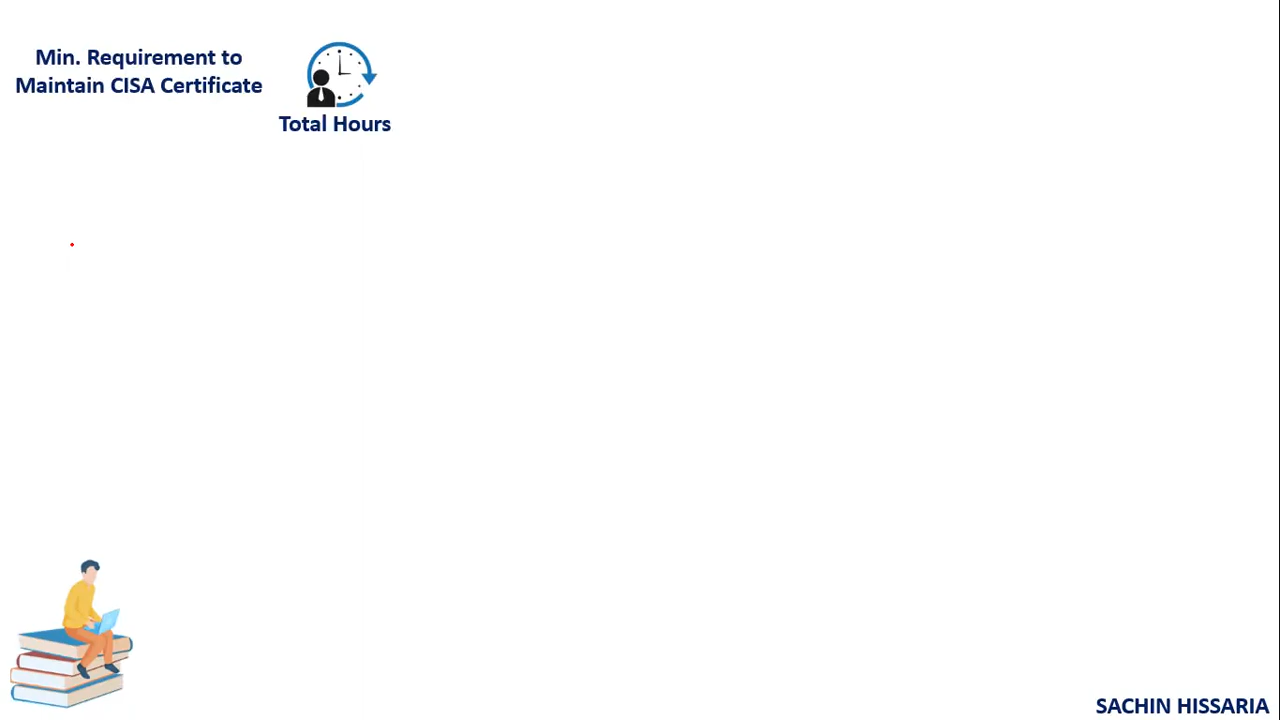 Min. Requirement to
Maintain CISA Certificate
Total Hours
SACHIN HISSARIA